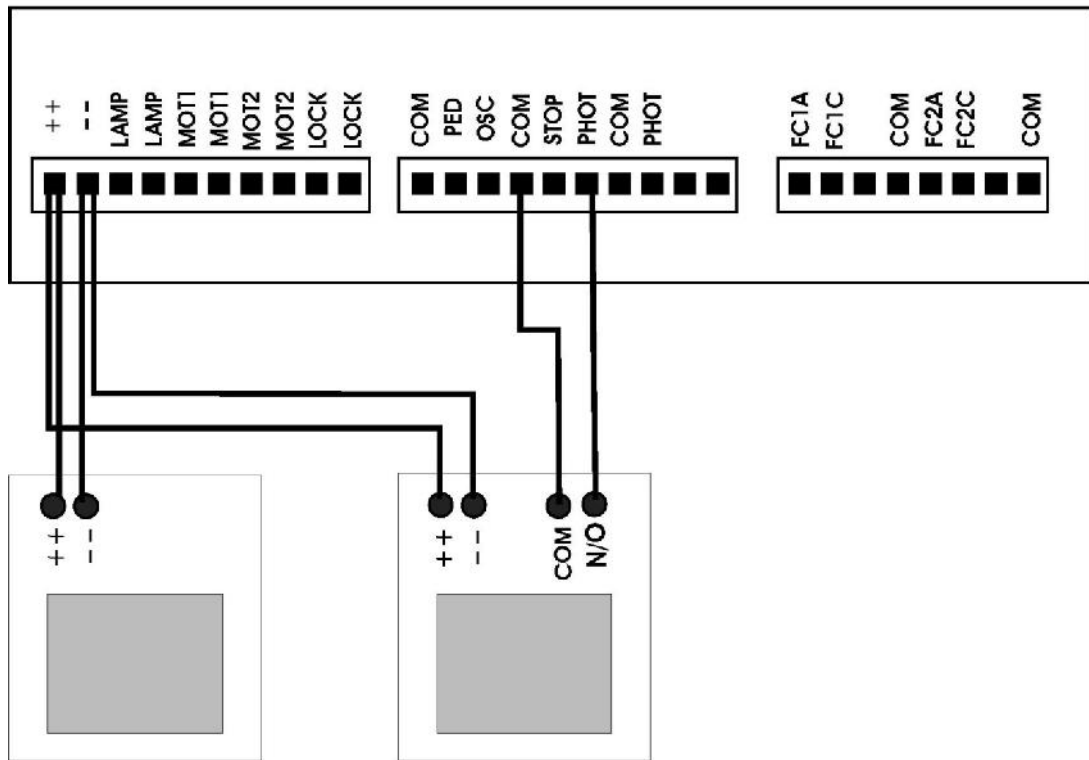 ++
--
LAMP
LAMP
MOT1
MOT1
MOT2
MOT2
LOCK
LOCK
COM
PED
OSC
COM
STOP
PHOT
COM
PHOT
FC1A
FC1C
COM
FC2A
FC2C
COM
++
--
++
--
COM
N/O